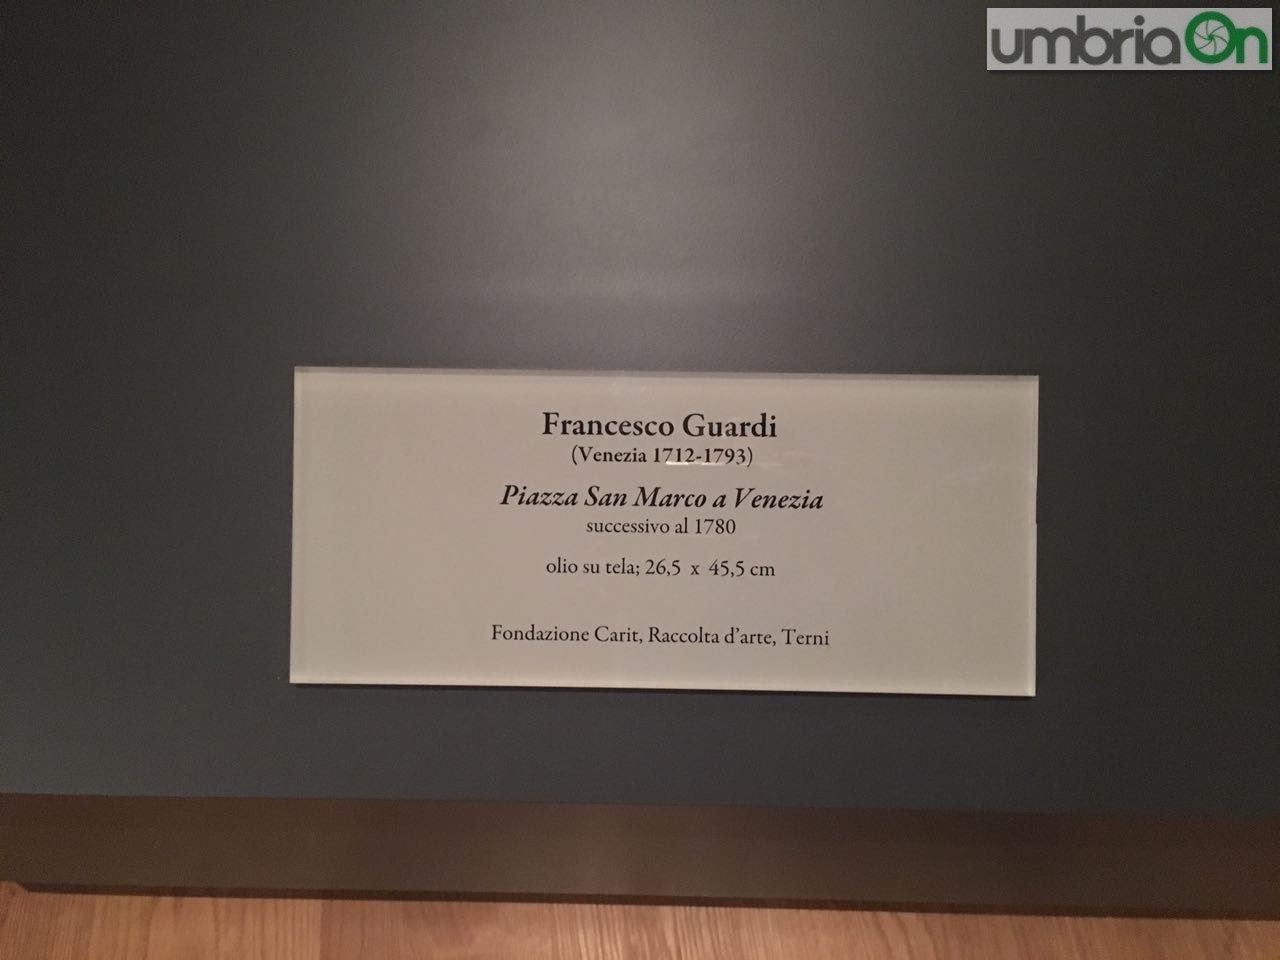 umbriaOn
Francesco Guardi
(Venezia 1712-1793)
Piazza San Marco a Venezia
successivo al 1780
olio su tela; 26,5 x 45,5 cm
Fondazione Carit, Raccolta d'arte, Terni